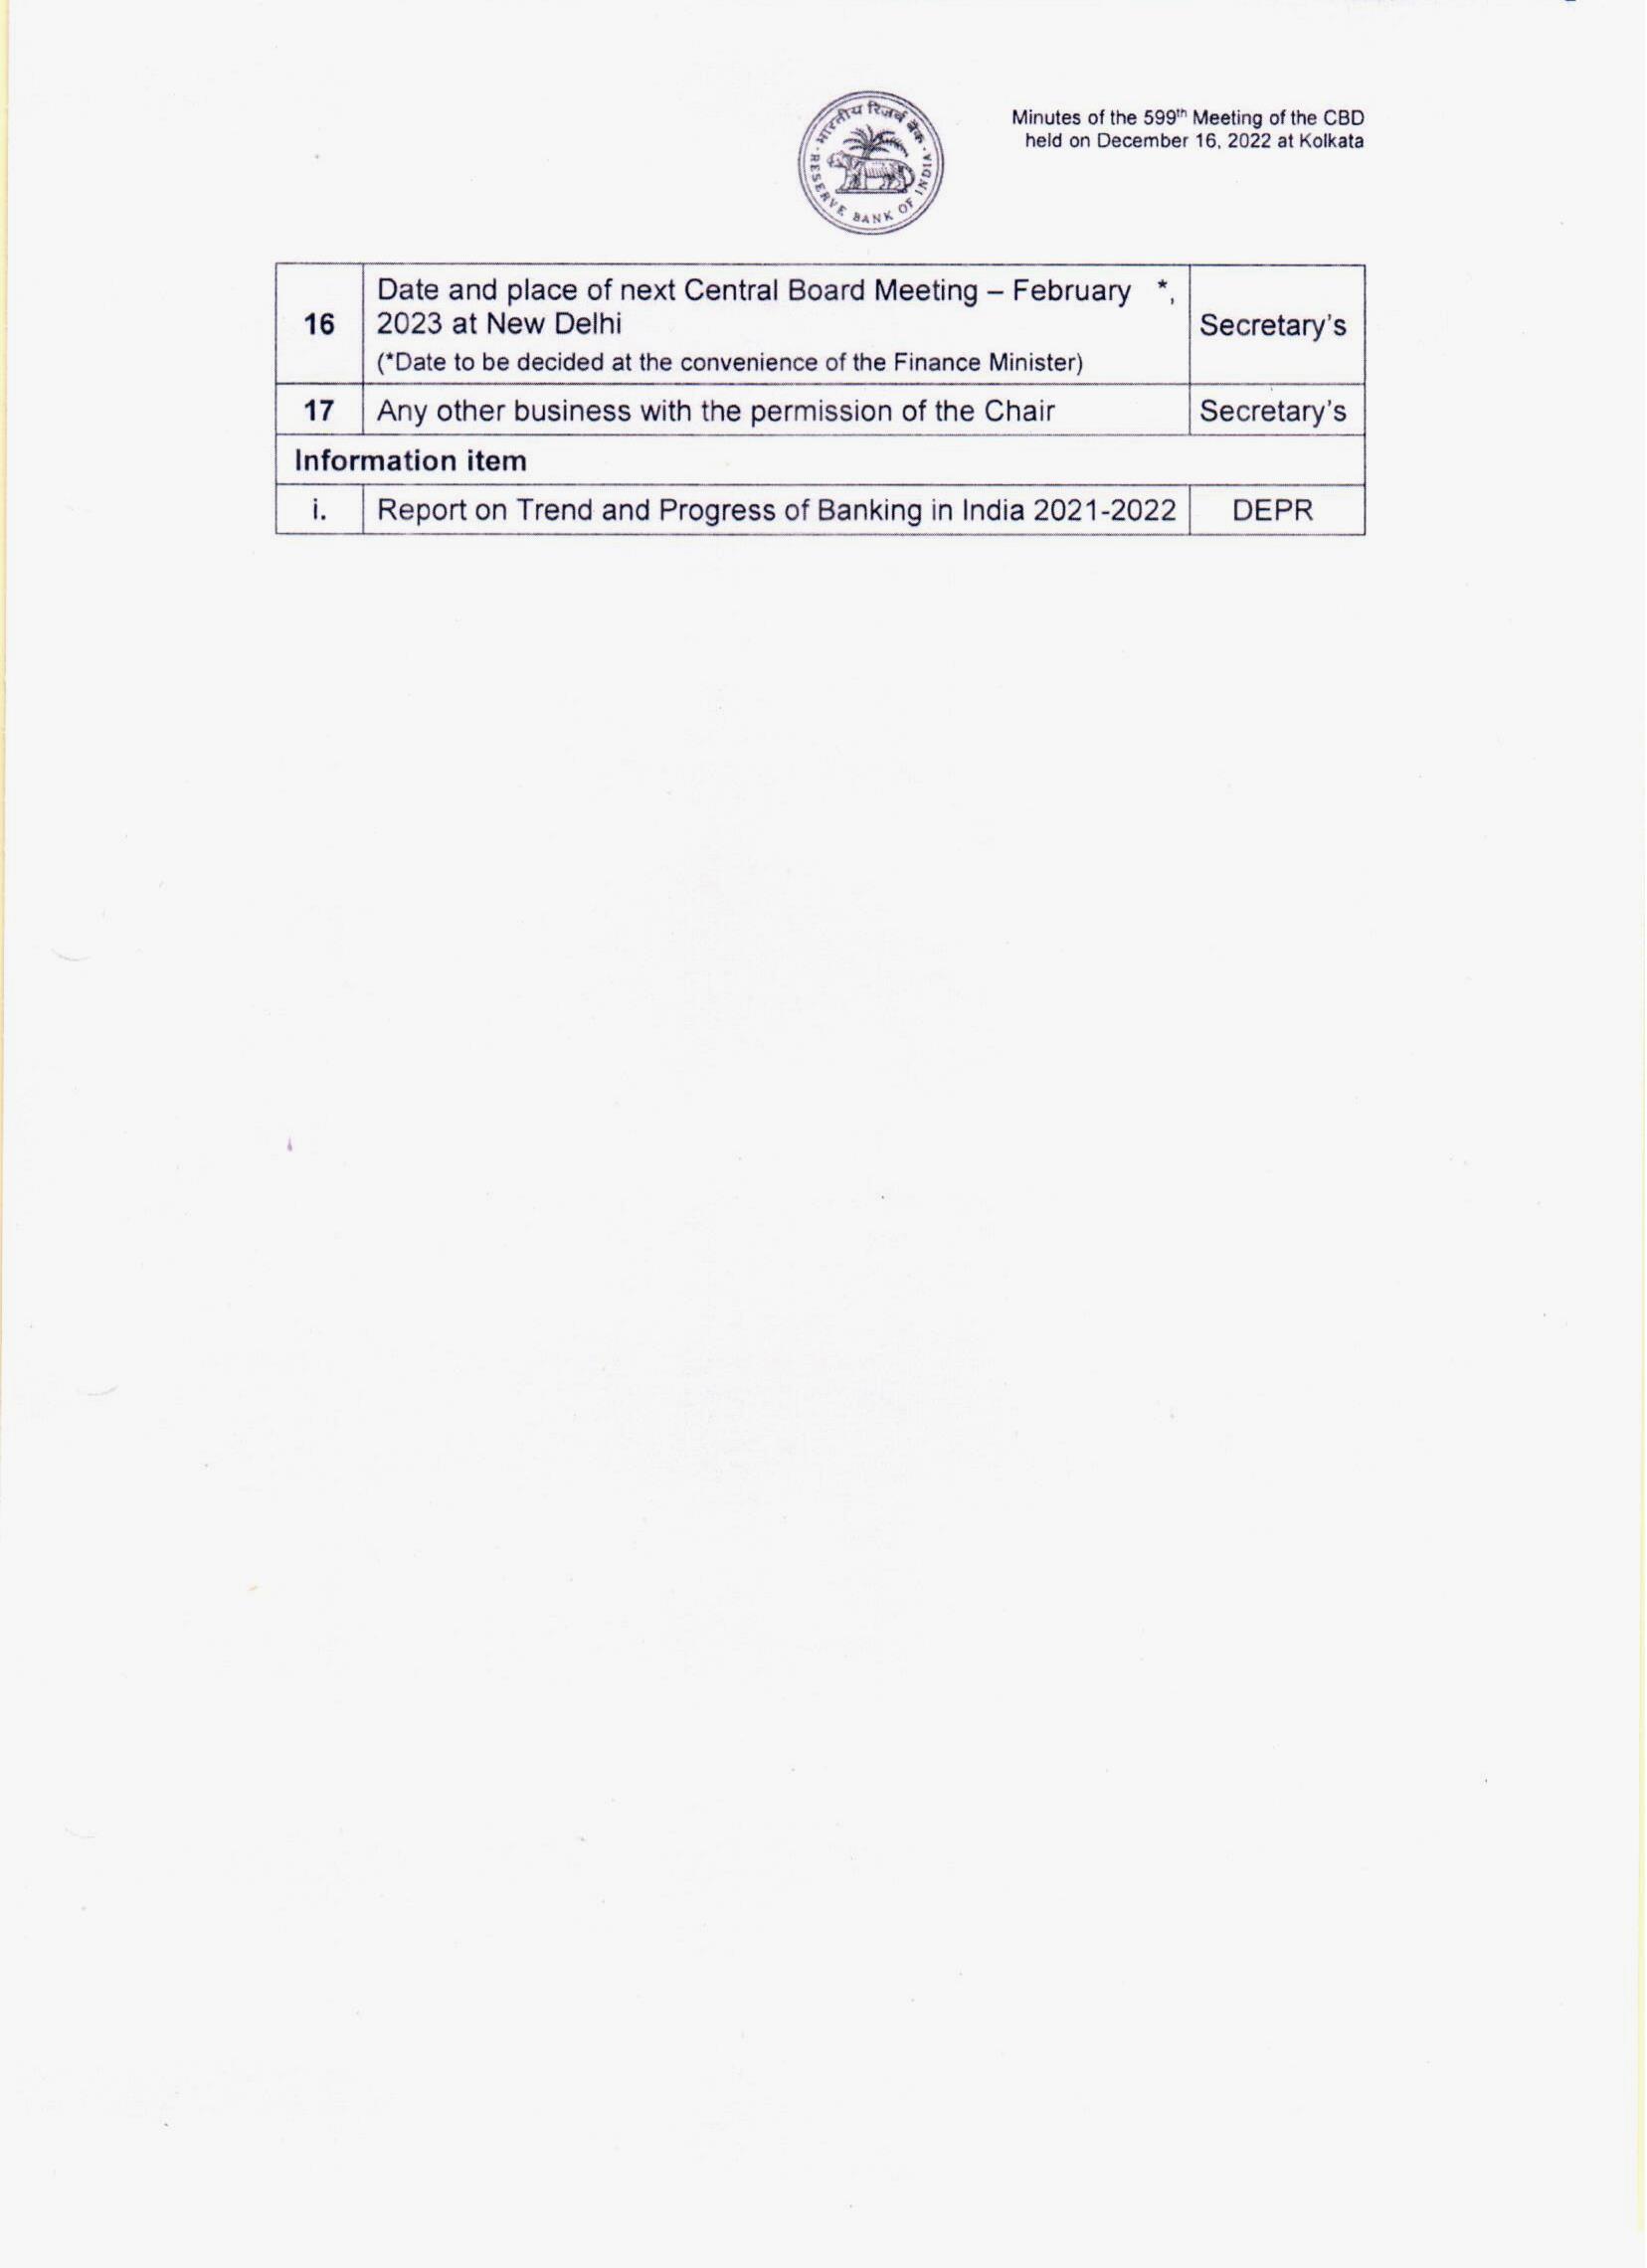 भारतीय रिज़र्व बैंक
RESERVE BANK OF INDIA
Minutes of the 599th Meeting of the CBD
held on December 16, 2022 at Kolkata
16
Date and place of next Central Board Meeting – February *,
2023 at New Delhi
(*Date to be decided at the convenience of the Finance Minister)
Secretary's
17 Any other business with the permission of the Chair Secretary's
Information item
i. Report on Trend and Progress of Banking in India 2021-2022 DEPR